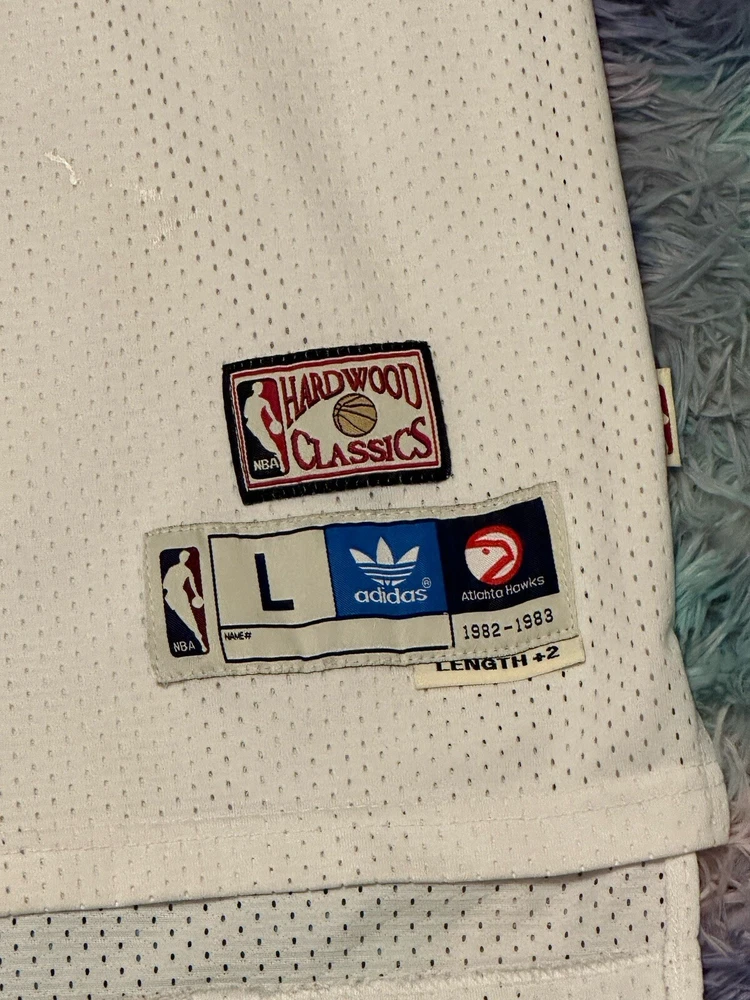 HARDWOOD
CLASSICS
NBA
L
adidas®
Atlanta Hawks
NBA
NAME#
1982-1983
LENGTH +2